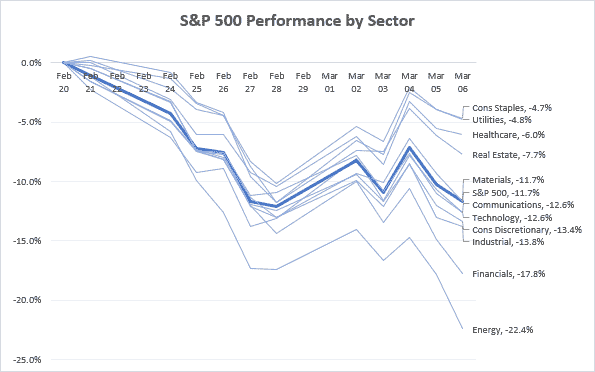 S&P 500 Performance by Sector
0.0%
-5.0%
-10.0%
-15.0%
-20.0%
-25.0%
Feb Feb Feb Feb Feb Feb Feb Feb Feb Feb Mar Mar Mar Mar Mar Mar
20 21 22 23 24 25 26 27 28 29 01 02 03 04 05 06
Cons Staples, -4.7%
Utilities, -4.8%
Healthcare, -6.0%
Real Estate, -7.7%
Materials, -11.7%
S&P 500, -11.7%
Communications, -12.6%
Technology, -12.6%
Cons Discretionary, -13.4%
Industrial, -13.8%
Financials, -17.8%
Energy, -22.4%